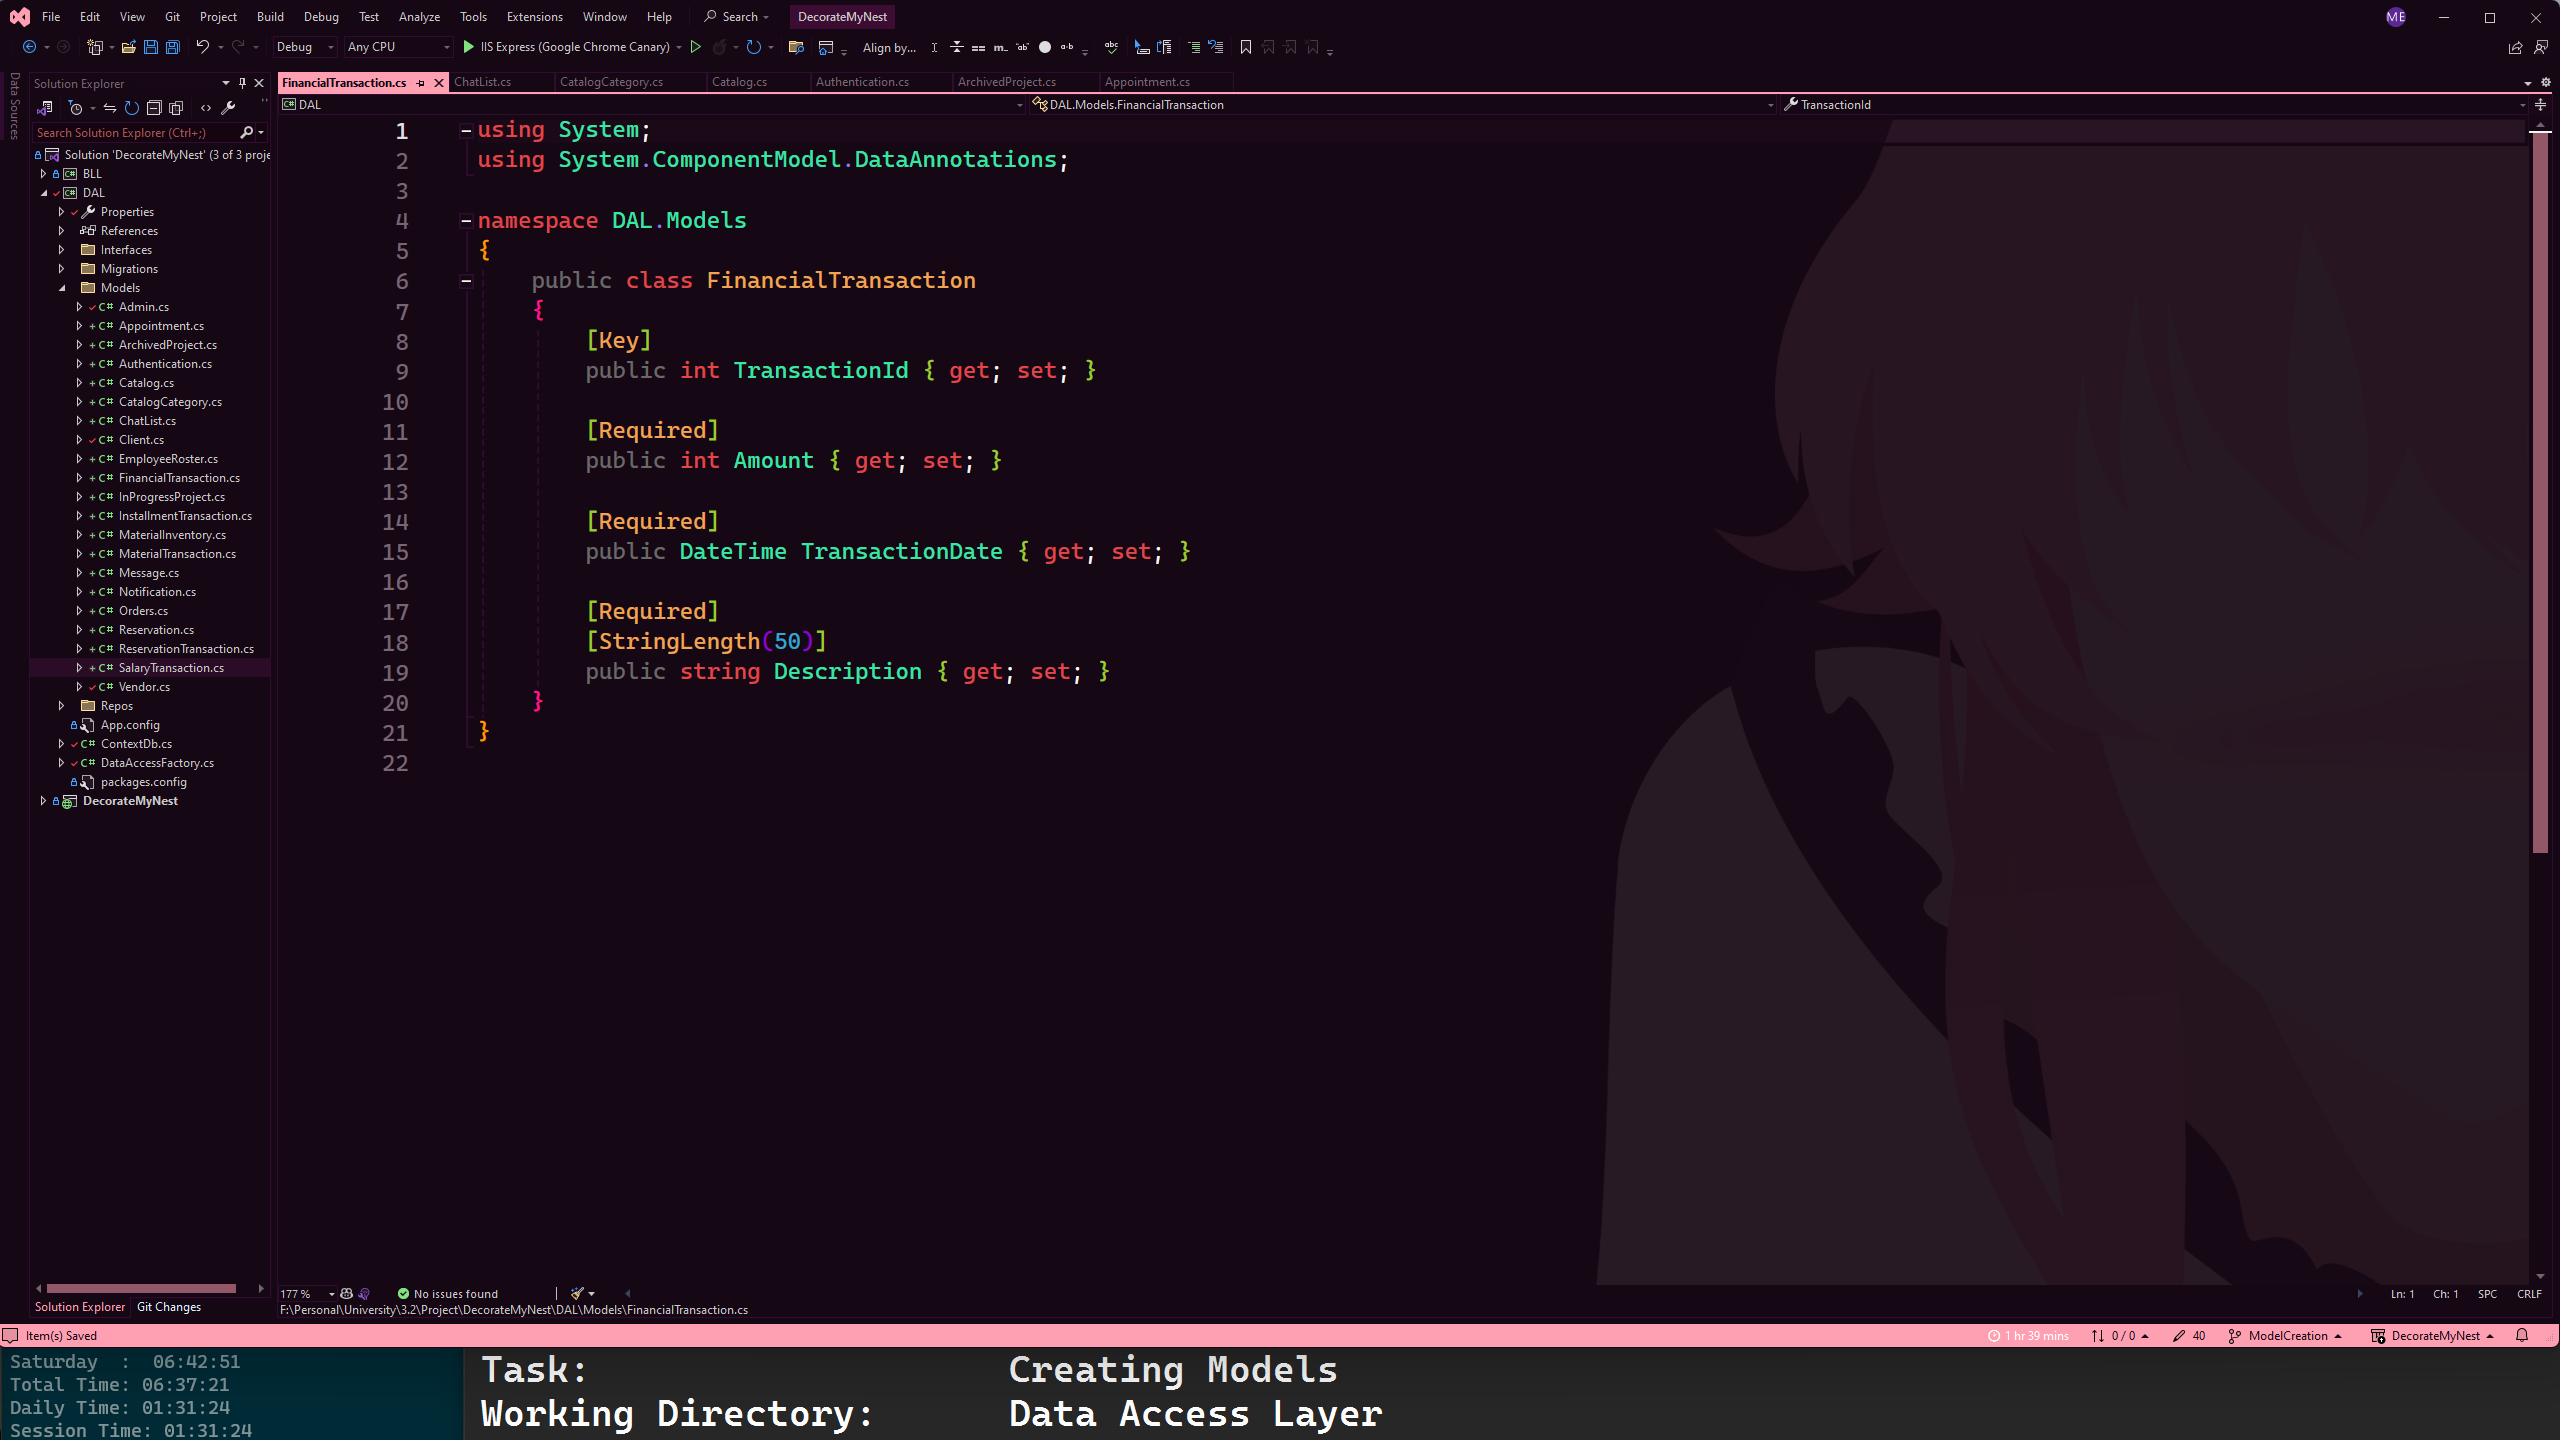 File Edit View Git Project Build Debug Test Analyze Tools Extensions Window Help Search DecorateMyNest ME
Debug Any CPU IIS Express (Google Chrome Canary) Align by...
Data Sources
Solution Explorer
Search Solution Explorer (Ctrl+;)
Solution 'DecorateMyNest' (3 of 3 proje
BLL
DAL
Properties
References
Interfaces
Migrations
Models
C# Admin.cs
C# Appointment.cs
C# ArchivedProject.cs
C# Authentication.cs
C# Catalog.cs
C# CatalogCategory.cs
C# ChatList.cs
C# Client.cs
C# EmployeeRoster.cs
C# FinancialTransaction.cs
C# InProgressProject.cs
C# InstallmentTransaction.cs
C# MaterialInventory.cs
C# MaterialTransaction.cs
C# Message.cs
C# Notification.cs
C# Orders.cs
C# Reservation.cs
C# ReservationTransaction.cs
C# SalaryTransaction.cs
C# Vendor.cs
Repos
App.config
C# ContextDb.cs
C# DataAccessFactory.cs
packages.config
DecorateMyNest
Solution Explorer Git Changes
FinancialTransaction.cs ChatList.cs CatalogCategory.cs Catalog.cs Authentication.cs ArchivedProject.cs Appointment.cs
DAL DAL.Models.FinancialTransaction TransactionId
1 using System;
2 using System.ComponentModel.DataAnnotations;
3
4 namespace DAL.Models
5 {
6 public class FinancialTransaction
7 {
8 [Key]
9 public int TransactionId { get; set; }
10
11 [Required]
12 public int Amount { get; set; }
13
14 [Required]
15 public DateTime TransactionDate { get; set; }
16
17 [Required]
18 [StringLength(50)]
19 public string Description { get; set; }
20 }
21 }
22
177 % No issues found Ln: 1 Ch: 1 SPC CRLF
F:\Personal\University\3.2\Project\DecorateMyNest\DAL\Models\FinancialTransaction.cs
Item(s) Saved 1 hr 39 mins 0 / 0 40 ModelCreation DecorateMyNest
Saturday : 06:42:51
Total Time: 06:37:21
Daily Time: 01:31:24
Session Time: 01:31:24
Task: Creating Models
Working Directory: Data Access Layer